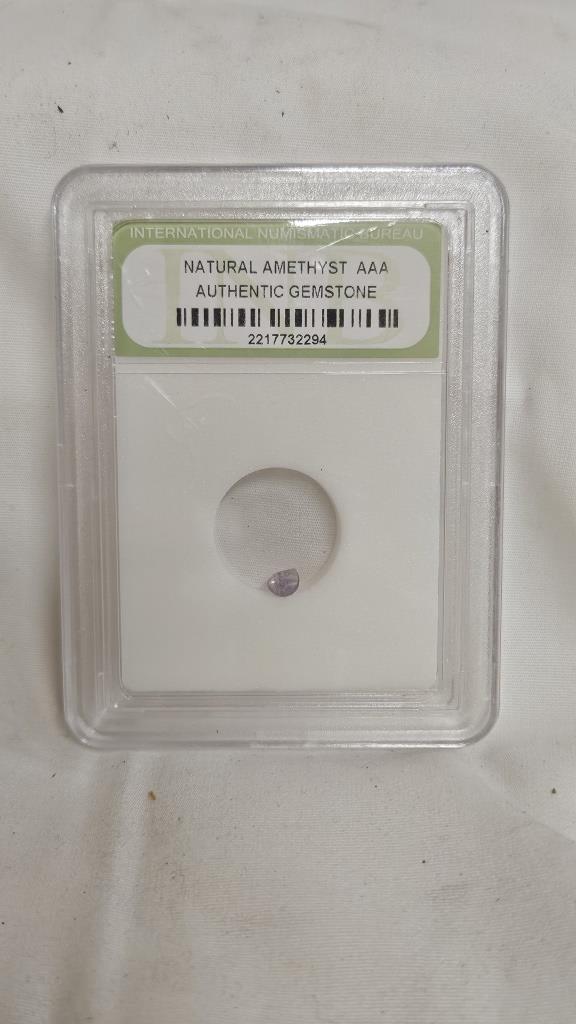 INTERNATIONAL NUMISMATIC BUREAU
NATURAL AMETHYST AAA
AUTHENTIC GEMSTONE
2217732294